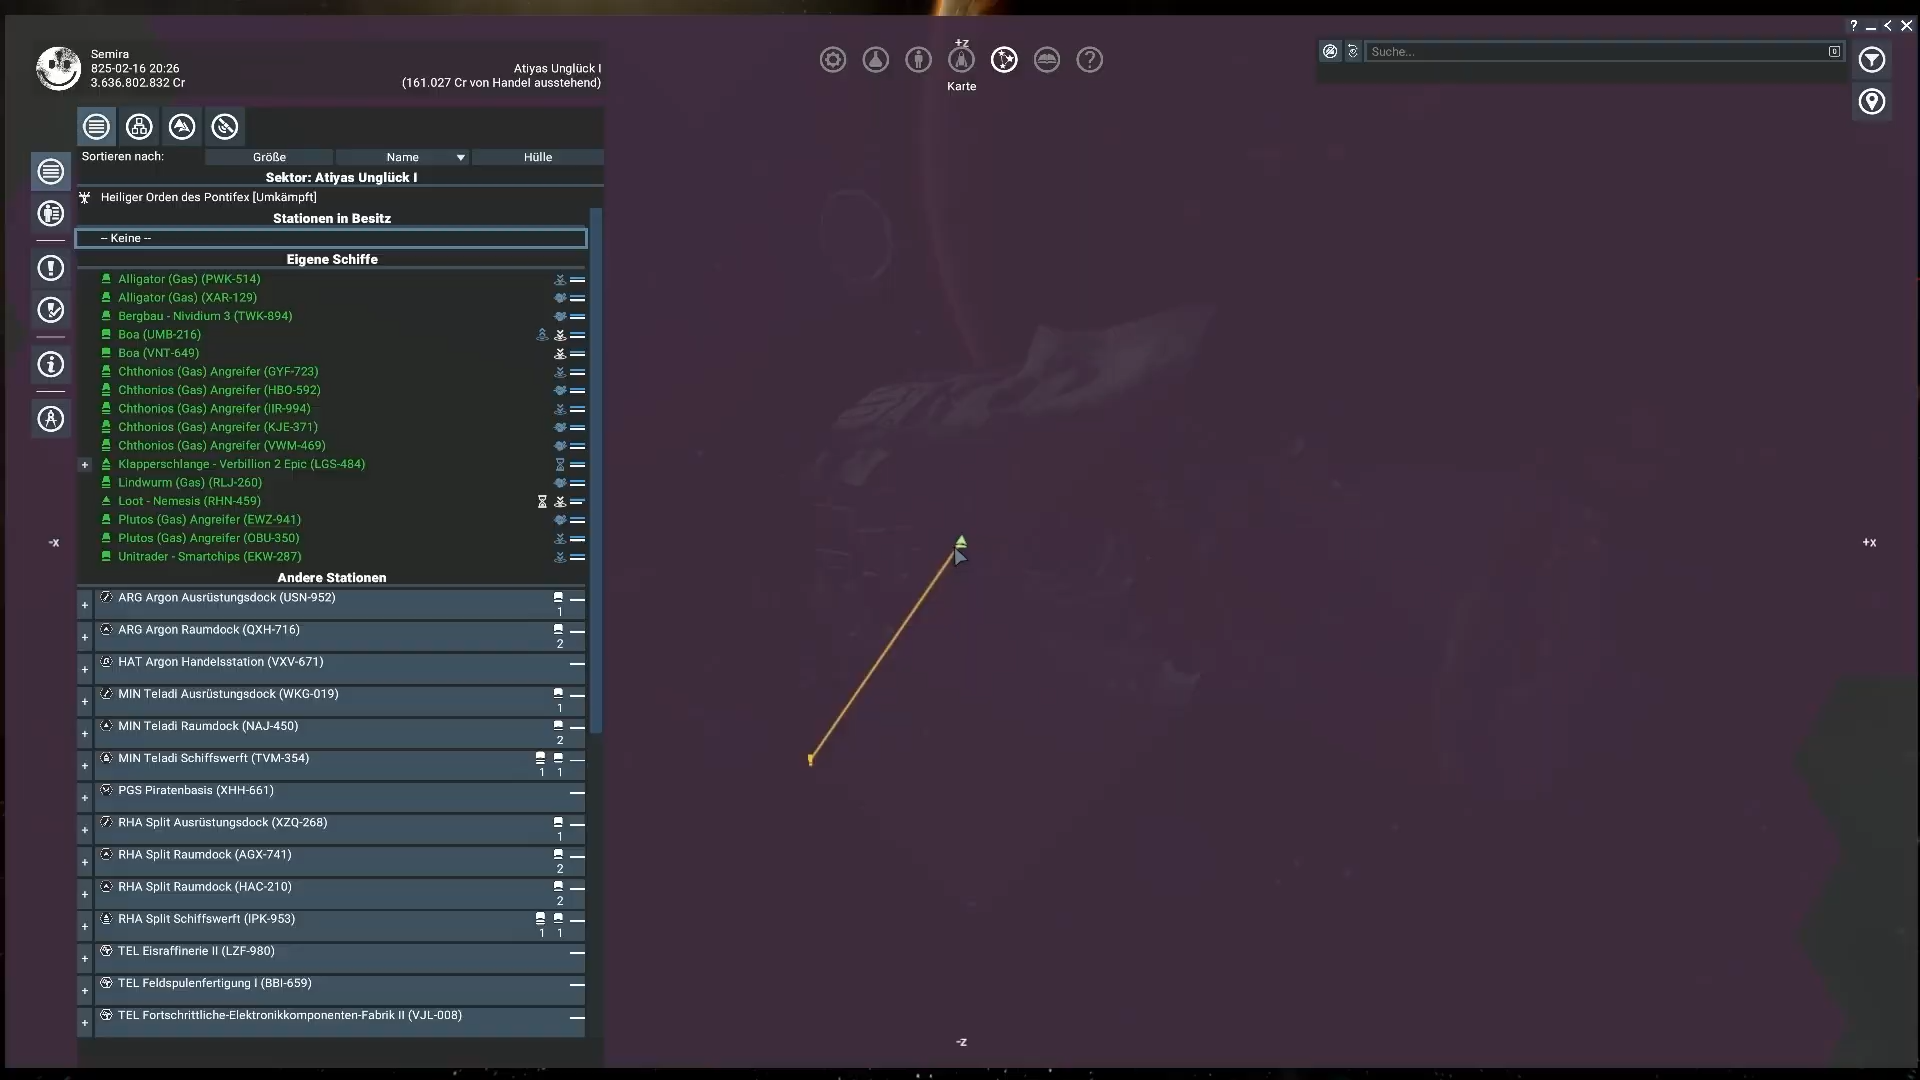 Semira
825-02-16 20:26
3.636.802.832 Cr
Atiyas Unglück I
(161.027 Cr von Handel ausstehend)
+z
Karte
Suche...
?
Sortieren nach:
Größe
Name
Hülle
Sektor: Atiyas Unglück I
Heiliger Orden des Pontifex [Umkämpft]
Stationen in Besitz
-- Keine --
Eigene Schiffe
Alligator (Gas) (PWK-514)
Alligator (Gas) (XAR-129)
Bergbau - Nividium 3 (TWK-894)
Boa (UMB-216)
Boa (VNT-649)
Chthonios (Gas) Angreifer (GYF-723)
Chthonios (Gas) Angreifer (HBO-592)
Chthonios (Gas) Angreifer (IIR-994)
Chthonios (Gas) Angreifer (KJE-371)
Chthonios (Gas) Angreifer (VWM-469)
+ Klapperschlange - Verbillion 2 Epic (LGS-484)
Lindwurm (Gas) (RLJ-260)
Loot - Nemesis (RHN-459)
Plutos (Gas) Angreifer (EWZ-941)
Plutos (Gas) Angreifer (OBU-350)
Unitrader - Smartchips (EKW-287)
Andere Stationen
+ ARG Argon Ausrüstungsdock (USN-952) 1
+ ARG Argon Raumdock (QXH-716) 2
+ HAT Argon Handelsstation (VXV-671)
+ MIN Teladi Ausrüstungsdock (WKG-019) 1
+ MIN Teladi Raumdock (NAJ-450) 2
+ MIN Teladi Schiffswerft (TVM-354) 1 1
+ PGS Piratenbasis (XHH-661)
+ RHA Split Ausrüstungsdock (XZQ-268) 1
+ RHA Split Raumdock (AGX-741) 2
+ RHA Split Raumdock (HAC-210) 2
+ RHA Split Schiffswerft (IPK-953) 1 1
+ TEL Eisraffinerie II (LZF-980)
+ TEL Feldspulenfertigung I (BBI-659)
+ TEL Fortschrittliche-Elektronikkomponenten-Fabrik II (VJL-008)
-x
+x
-z